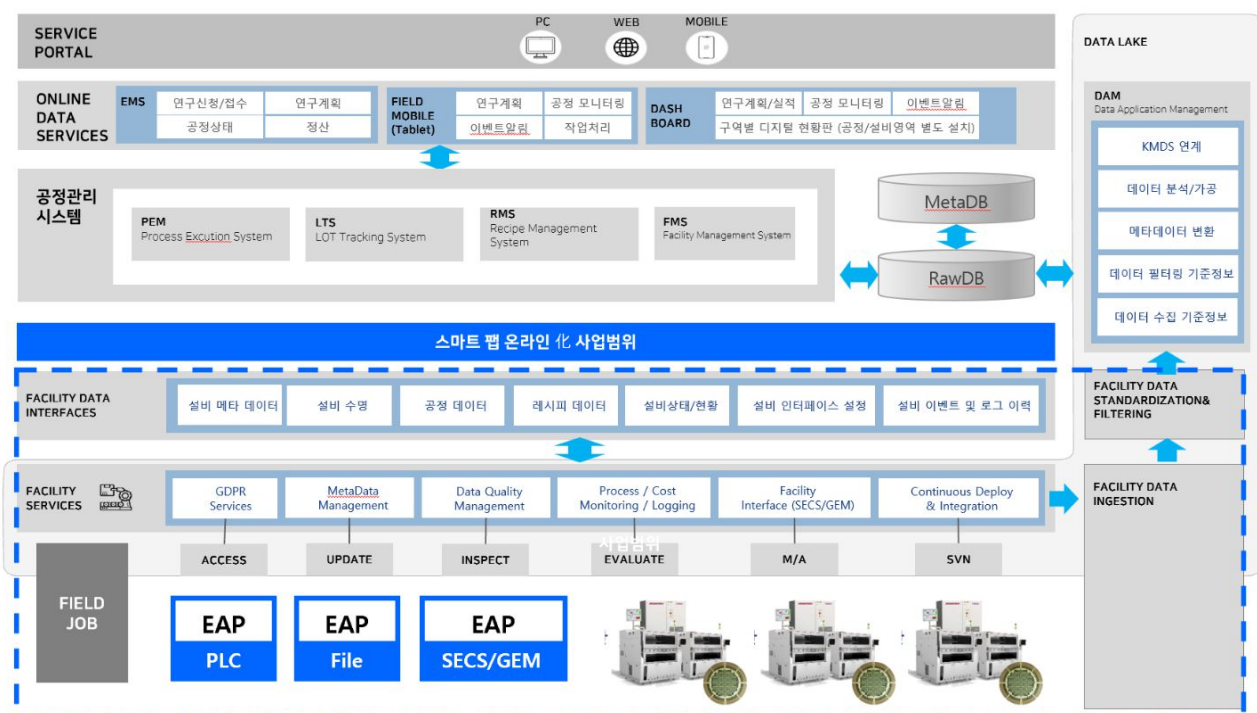 SERVICE
PORTAL
PC
WEB
MOBILE
DATA LAKE
ONLINE
DATA
SERVICES
EMS
연구신청/접수
연구계획
공정상태
정산
FIELD
MOBILE
(Tablet)
연구계획
공정 모니터링
이벤트알림
작업처리
DASH
BOARD
연구계획/실적
공정 모니터링
이벤트알림
구역별 디지털 현황판 (공정/설비영역 별도 설치)
DAM
Data Application Management
KMDS 연계
데이터 분석/가공
메타데이터 변환
데이터 필터링 기준정보
데이터 수집 기준정보
공정관리
시스템
PEM
Process Excution System
LTS
LOT Tracking System
RMS
Recipe Management
System
FMS
Facility Management System
MetaDB
RawDB
스마트 팹 온라인 化 사업범위
FACILITY DATA
INTERFACES
설비 메타 데이터
설비 수명
공정 데이터
레시피 데이터
설비상태/현황
설비 인터페이스 설정
설비 이벤트 및 로그 이력
FACILITY DATA
STANDARDIZATION&
FILTERING
FACILITY
SERVICES
GDPR
Services
MetaData
Management
Data Quality
Management
Process / Cost
Monitoring / Logging
Facility
Interface (SECS/GEM)
Continuous Deploy
& Integration
FACILITY DATA
INGESTION
사업범위
ACCESS
UPDATE
INSPECT
EVALUATE
M/A
SVN
FIELD
JOB
EAP
PLC
EAP
File
EAP
SECS/GEM